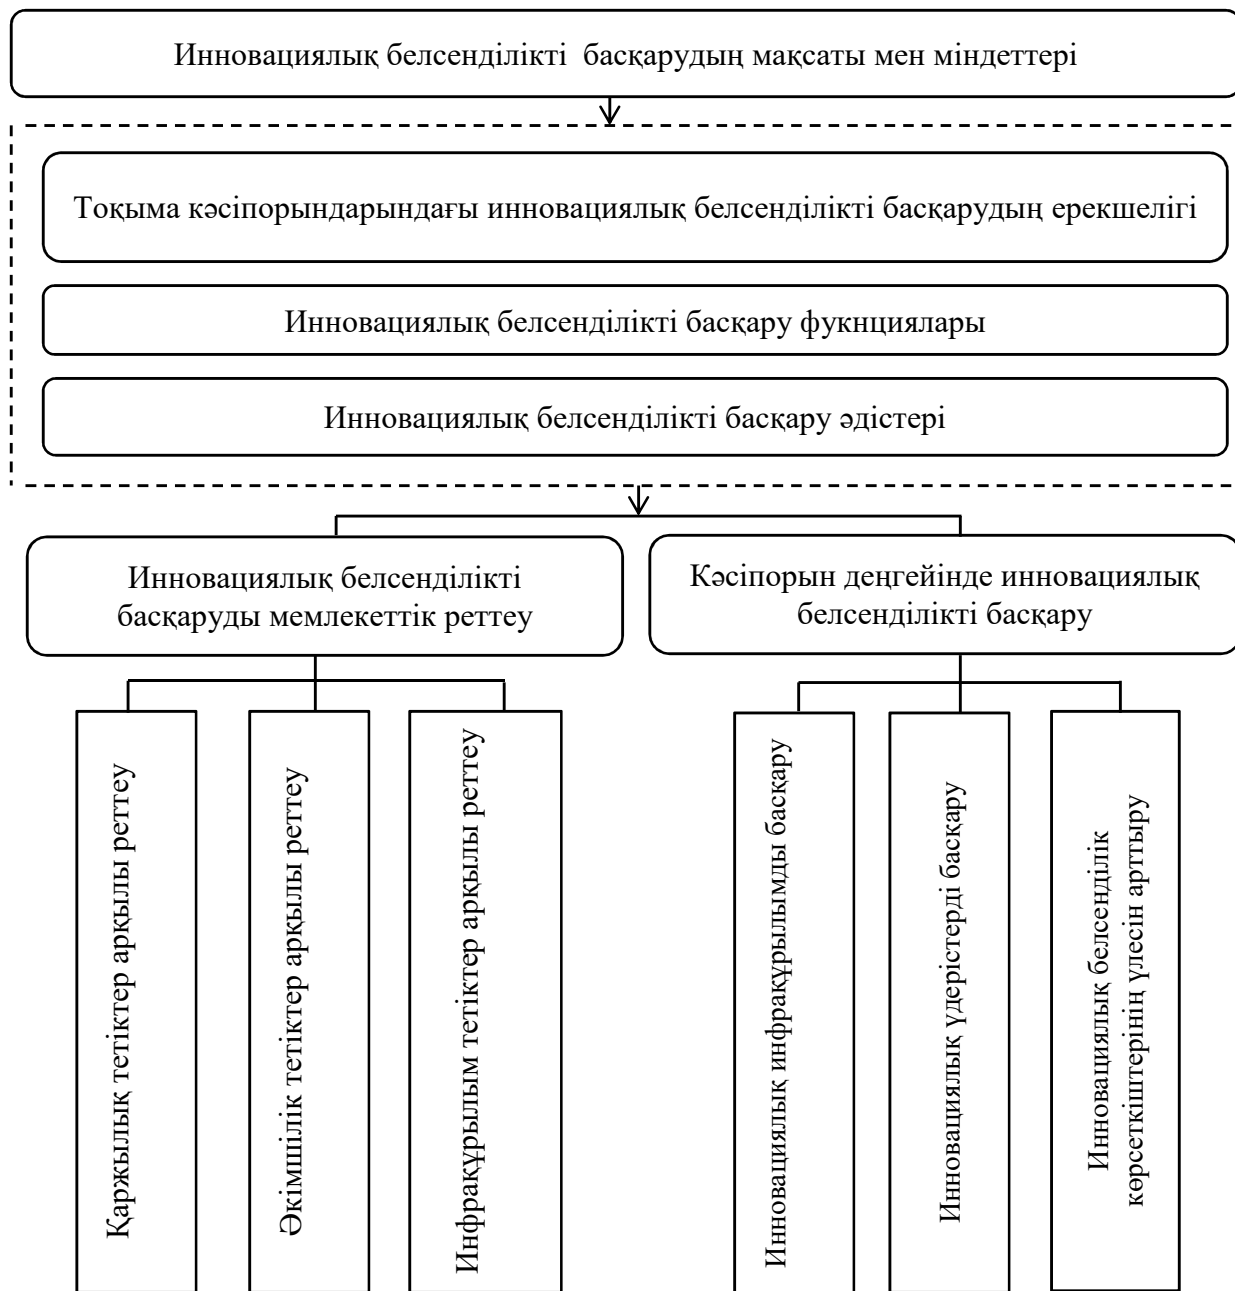 Инновациялық белсенділікті басқарудың мақсаты мен міндеттері
Тоқыма кәсіпорындарындағы инновациялық белсенділікті басқарудың ерекшелігі
Инновациялық белсенділікті басқару фукнциялары
Инновациялық белсенділікті басқару әдістері
Инновациялық белсенділікті
басқаруды мемлекеттік реттеу
Кәсіпорын деңгейінде инновациялық
белсенділікті басқару
Қаржылық тетіктер арқылы реттеу
Әкімшілік тетіктер арқылы реттеу
Инфрақұрылым тетіктер арқылы реттеу
Инновациялық инфрақұрылымды басқару
Инновациялық үдерістерді басқару
Инновациялық белсенділік
көрсеткіштерінің үлесін арттыру